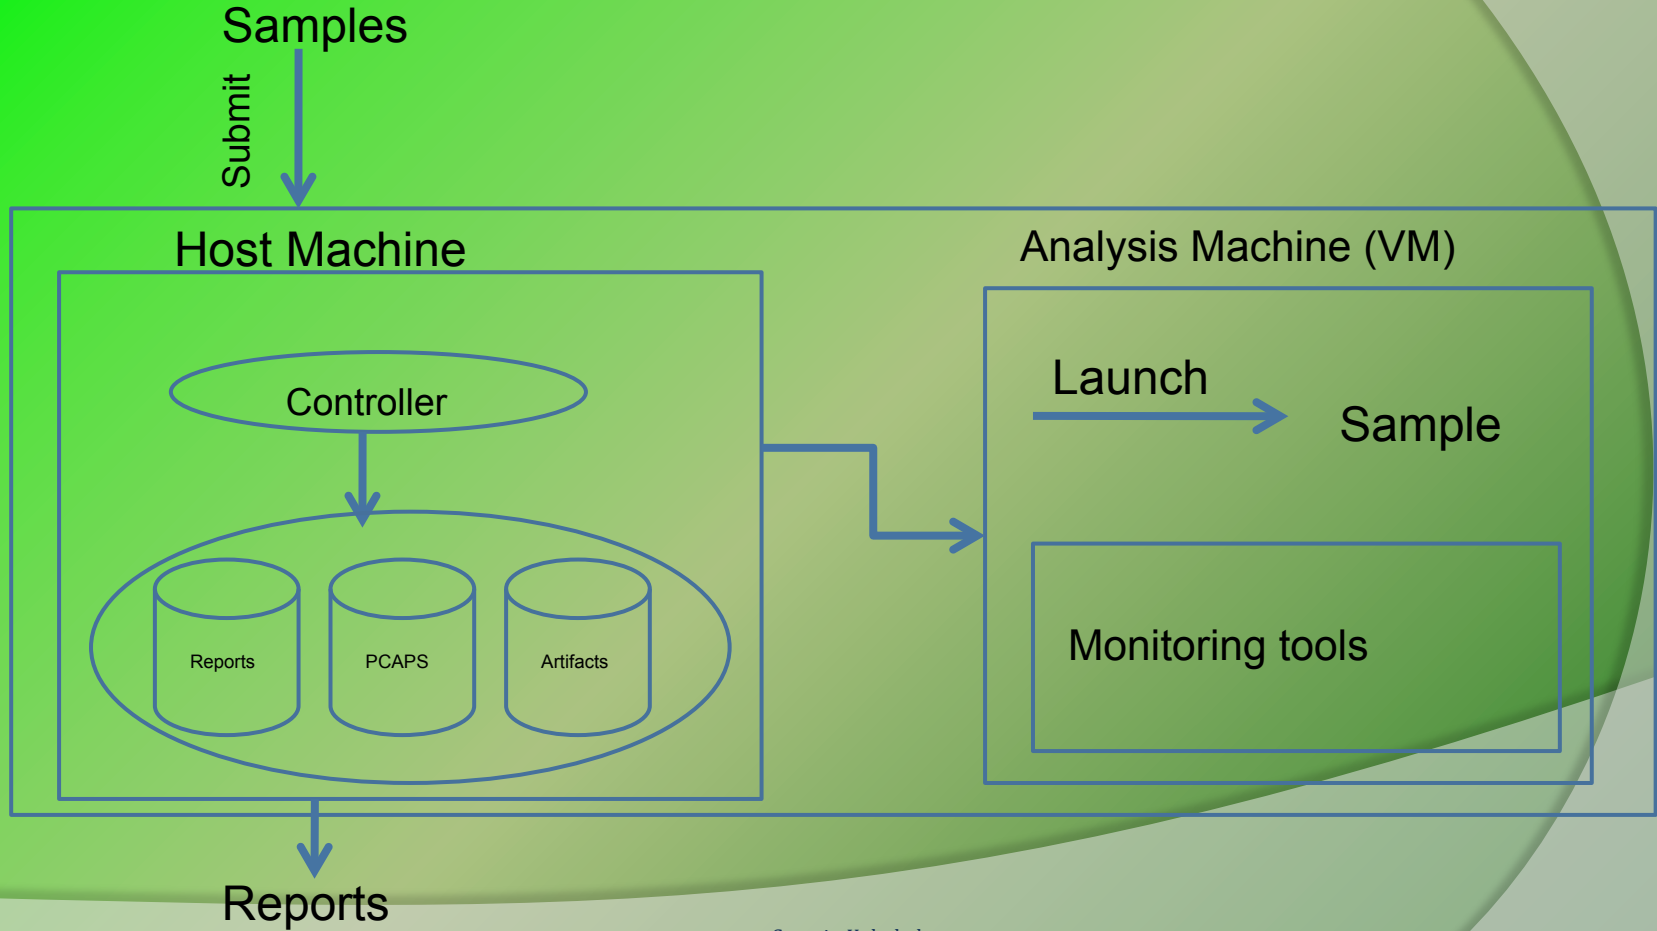 Samples
Submit
Host Machine
Analysis Machine (VM)
Controller
Launch
Sample
Reports
PCAPS
Artifacts
Monitoring tools
Reports